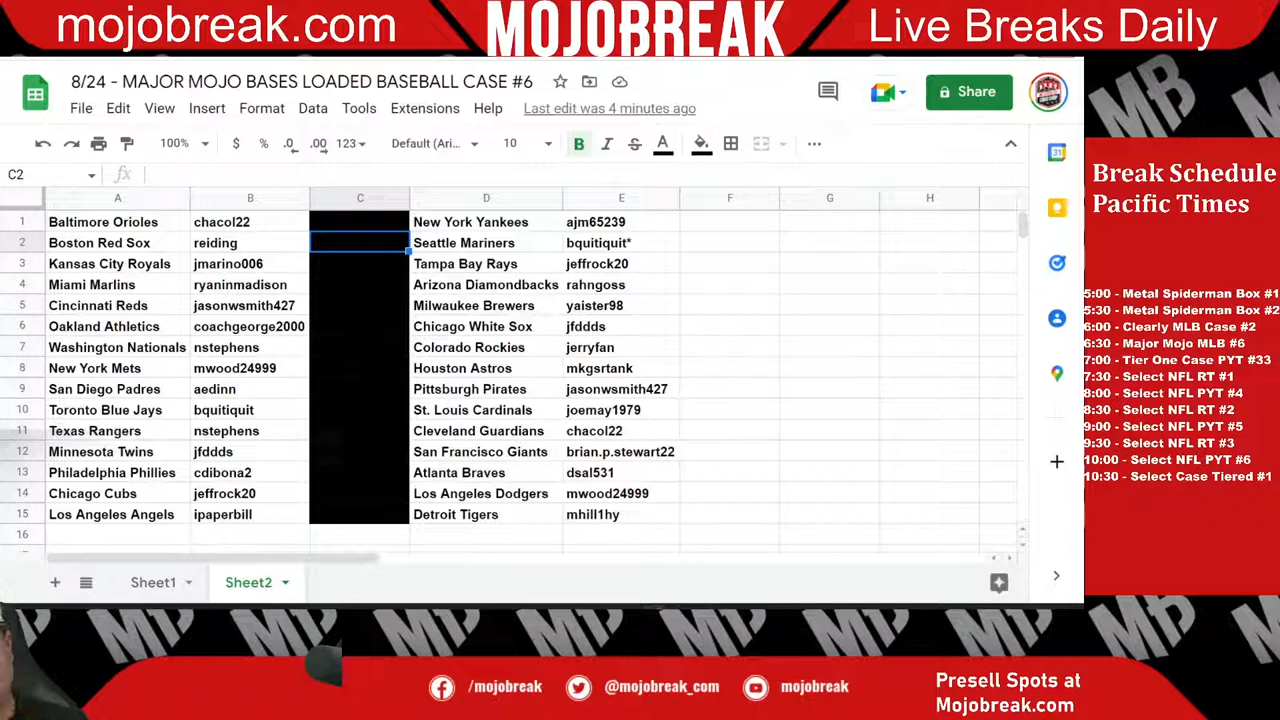 mojobreak.com
MOJOBREAK
Live Breaks Daily
8/24 - MAJOR MOJO BASES LOADED BASEBALL CASE #6
Share
File Edit View Insert Format Data Tools Extensions Help Last edit was 4 minutes ago
100% $ % .0 .00 123 Default (Ari... 10 B I S A ...
C2 fx
A B C D E F G H
1 Baltimore Orioles chacol22 New York Yankees ajm65239
2 Boston Red Sox reiding Seattle Mariners bquitiquit*
3 Kansas City Royals jmarino006 Tampa Bay Rays jeffrock20
4 Miami Marlins ryaninmadison Arizona Diamondbacks rahngoss
5 Cincinnati Reds jasonwsmith427 Milwaukee Brewers yaister98
6 Oakland Athletics coachgeorge2000 Chicago White Sox jfddds
7 Washington Nationals nstephens Colorado Rockies jerryfan
8 New York Mets mwood24999 Houston Astros mkgsrtank
9 San Diego Padres aedinn Pittsburgh Pirates jasonwsmith427
10 Toronto Blue Jays bquitiquit St. Louis Cardinals joemay1979
11 Texas Rangers nstephens Cleveland Guardians chacol22
12 Minnesota Twins jfddds San Francisco Giants brian.p.stewart22
13 Philadelphia Phillies cdibona2 Atlanta Braves dsal531
14 Chicago Cubs jeffrock20 Los Angeles Dodgers mwood24999
15 Los Angeles Angels ipaperbill Detroit Tigers mhill1hy
16
Sheet1 Sheet2
31
Break Schedule
Pacific Times
5:00 - Metal Spiderman Box #1
5:30 - Metal Spiderman Box #2
6:00 - Clearly MLB Case #2
6:30 - Major Mojo MLB #6
7:00 - Tier One Case PYT #33
7:30 - Select NFL RT #1
8:00 - Select NFL PYT #4
8:30 - Select NFL RT #2
9:00 - Select NFL PYT #5
9:30 - Select NFL RT #3
10:00 - Select NFL PYT #6
10:30 - Select Case Tiered #1
/mojobreak @mojobreak_com mojobreak
Presell Spots at
Mojobreak.com